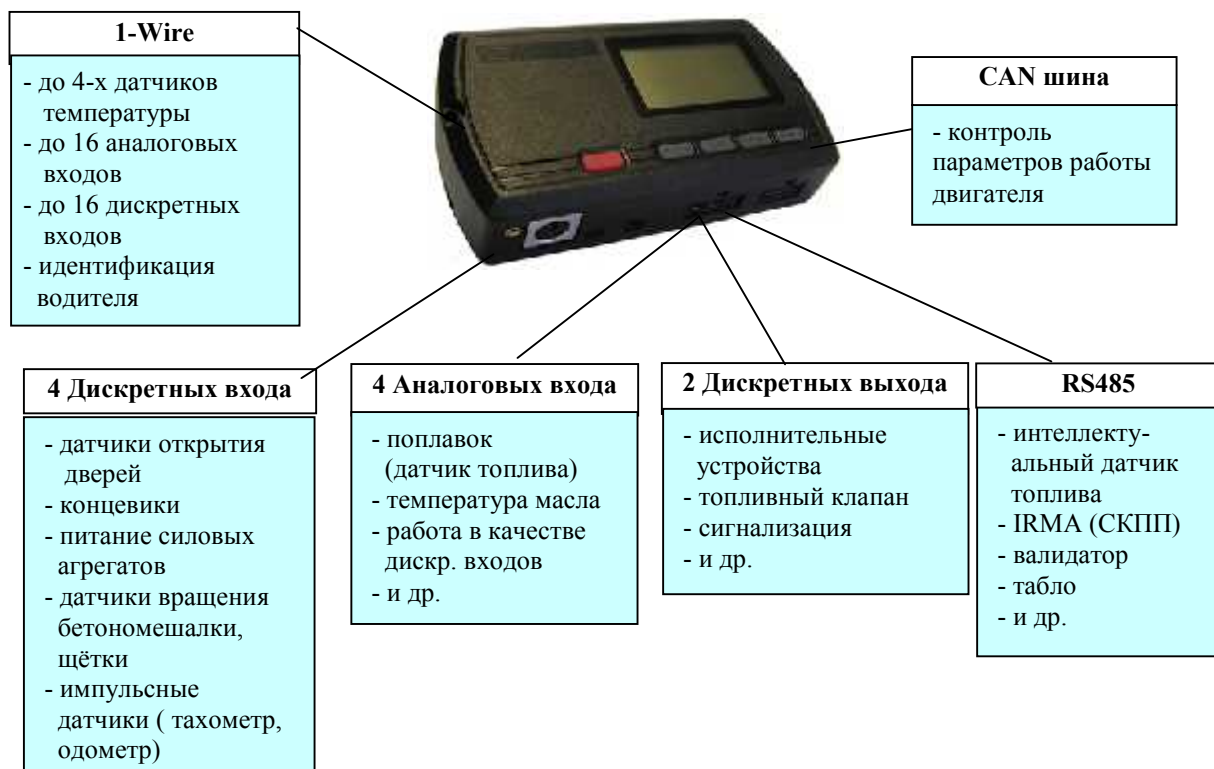 1-Wire
- до 4-х датчиков
температуры
- до 16 аналоговых
входов
- до 16 дискретных
входов
- идентификация
водителя
CAN шина
- контроль
параметров работы
двигателя
4 Дискретных входа
- датчики открытия
дверей
- концевики
- питание силовых
агрегатов
- датчики вращения
бетономешалки,
щётки
- импульсные
датчики ( тахометр,
одометр)
4 Аналоговых входа
- поплавок
(датчик топлива)
- температура масла
- работа в качестве
дискр. входов
- и др.
2 Дискретных выхода
- исполнительные
устройства
- топливный клапан
- сигнализация
- и др.
RS485
- интеллекту-
альный датчик
топлива
- IRMA (СКПП)
- валидатор
- табло
- и др.